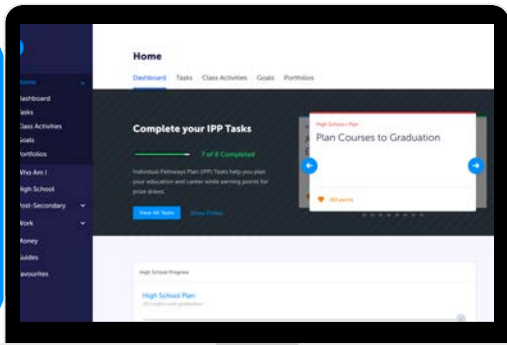 Home
Dashboard Tasks Class Activities Goals Portfolios
Home
Dashboard
Tasks
Class Activities
Goals
Portfolios
Who Am I
High School
Post-Secondary
Work
Money
Guides
Favourites
Complete your IPP Tasks
7 of 8 Completed
Individual Pathways Plan (IPP) Tasks help you plan
your education and career while earning points for
prize draws.
View All Tasks
High School • Plan
Plan Courses to Graduation
High School Progress
High School Plan